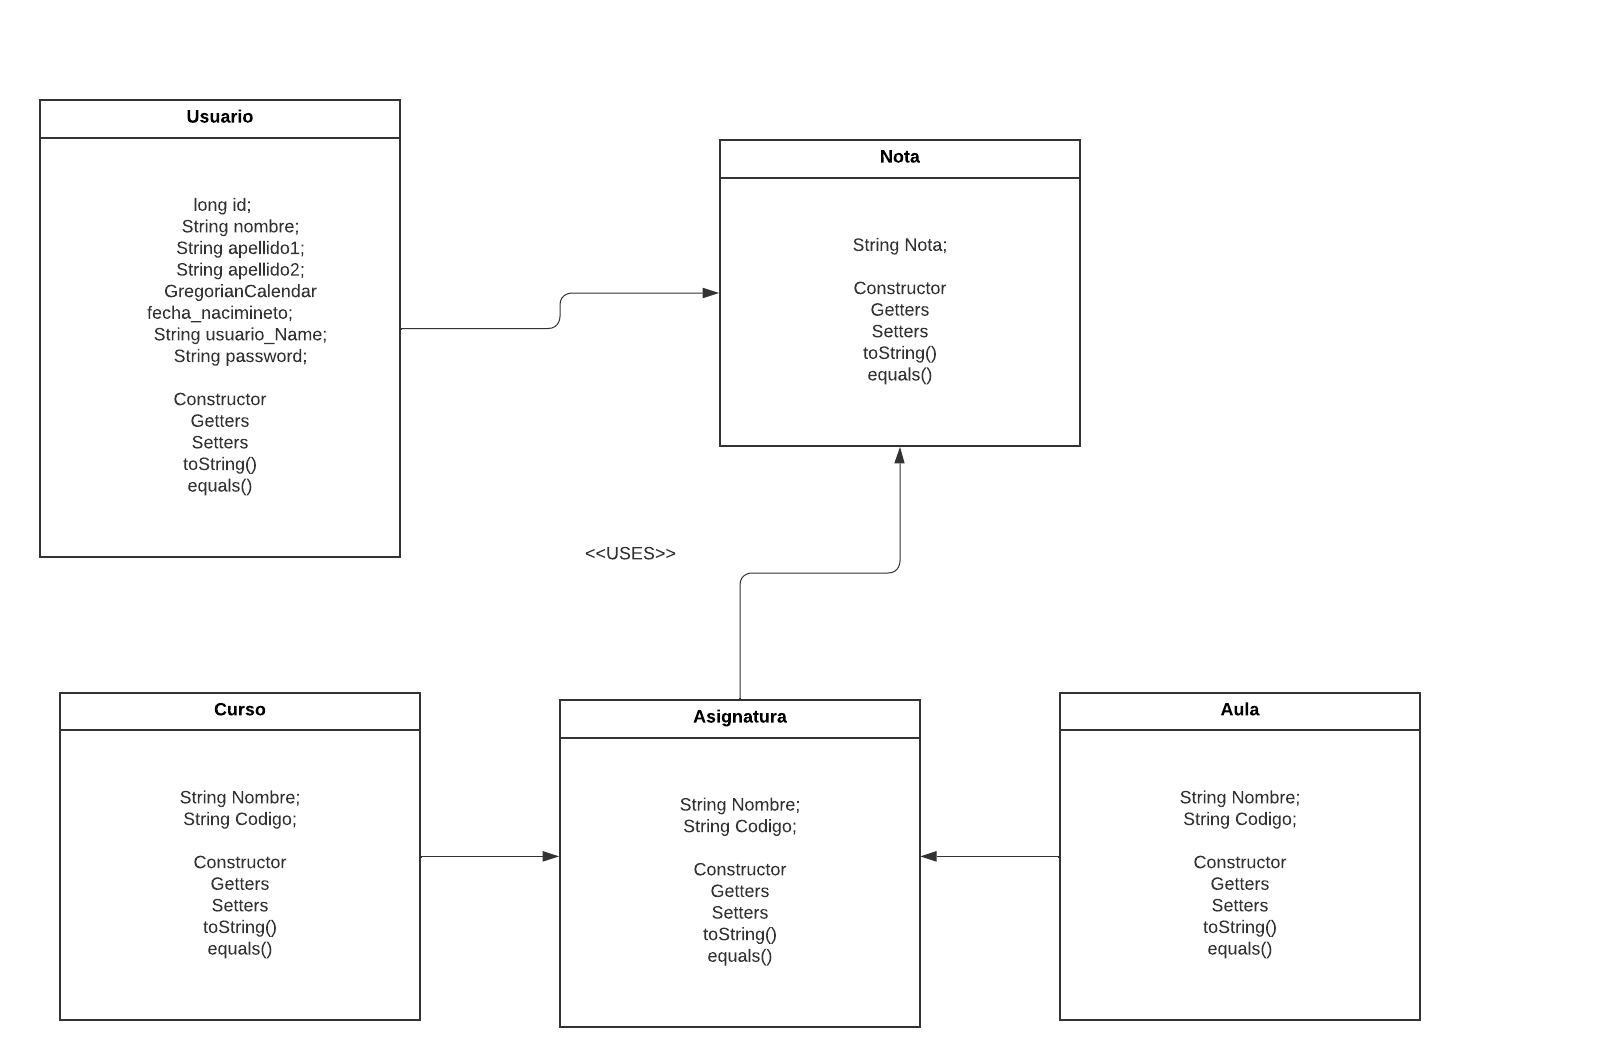 Usuario
long id;
String nombre;
String apellido1;
String apellido2;
GregorianCalendar
fecha_nacimineto;
String usuario_Name;
String password;
Constructor
Getters
Setters
toString()
equals()
Nota
String Nota;
Constructor
Getters
Setters
toString()
equals()
<<USES>>
Curso
String Nombre;
String Codigo;
Constructor
Getters
Setters
toString()
equals()
Asignatura
String Nombre;
String Codigo;
Constructor
Getters
Setters
toString()
equals()
Aula
String Nombre;
String Codigo;
Constructor
Getters
Setters
toString()
equals()